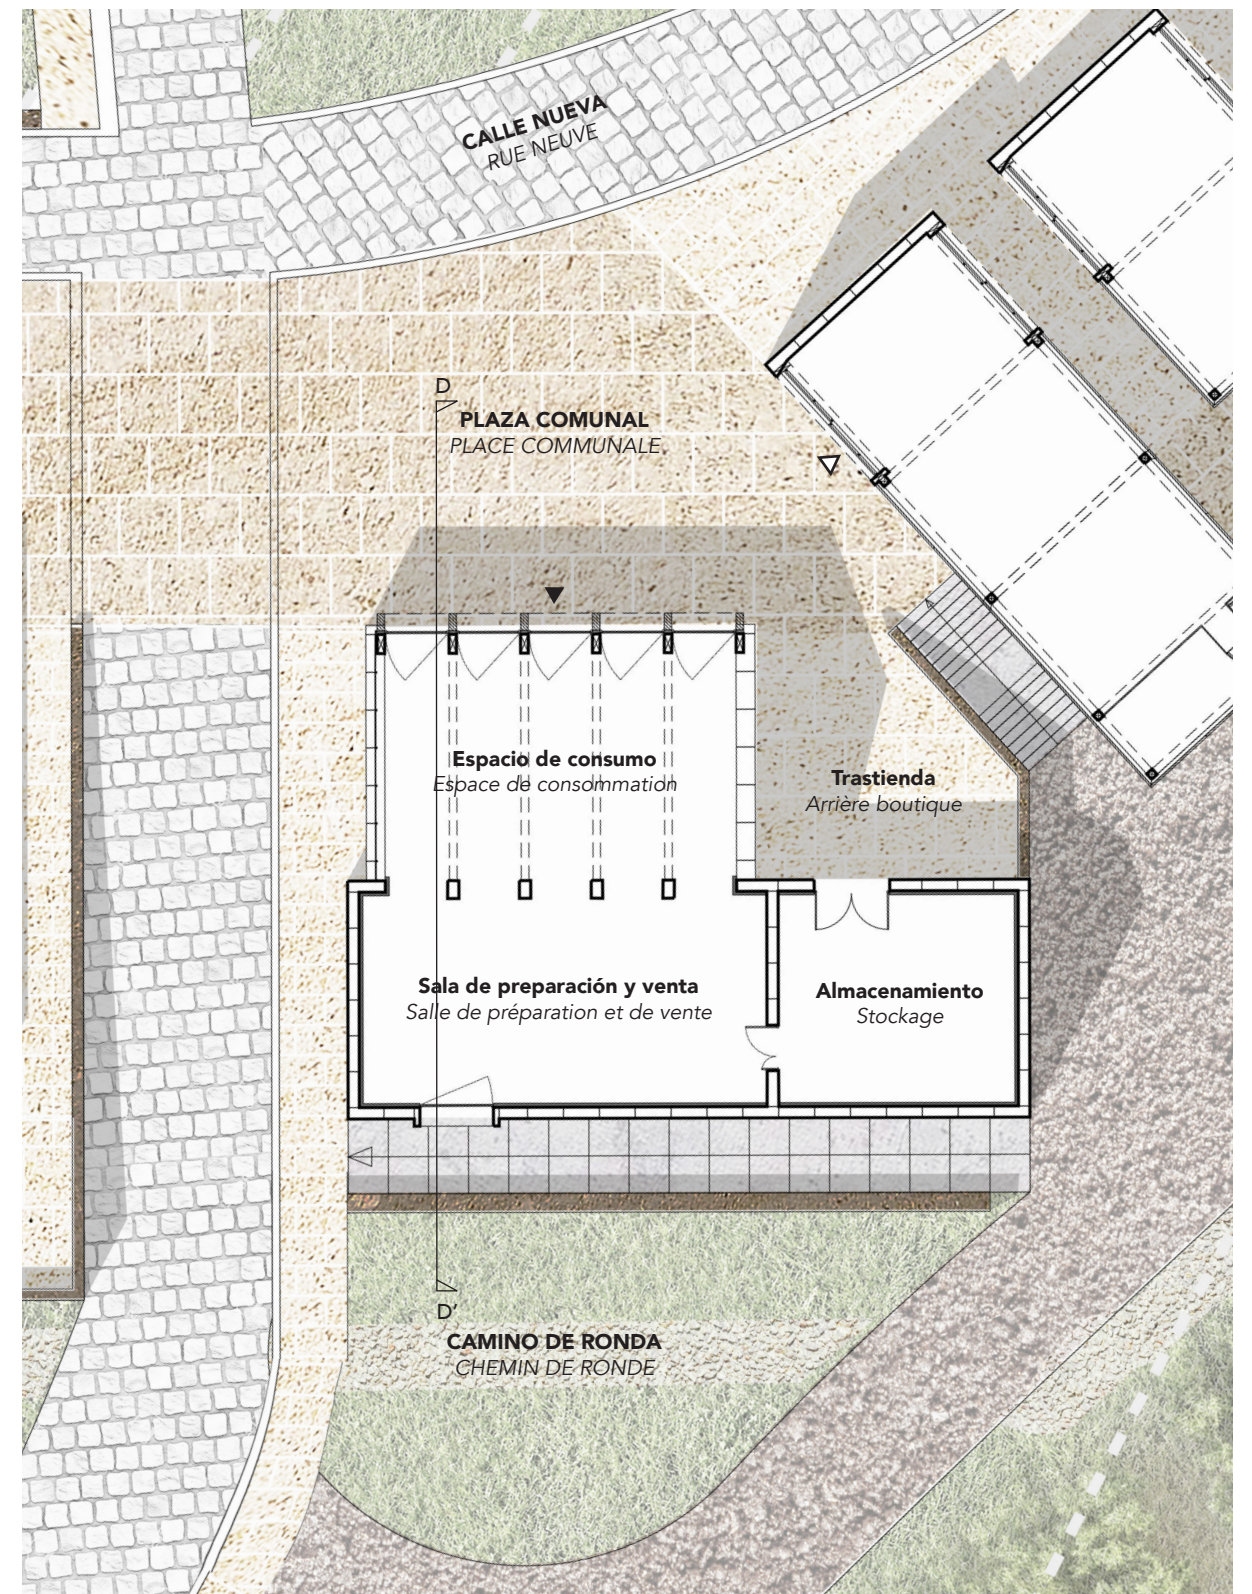 CALLE NUEVA
RUE NEUVE
D
PLAZA COMUNAL
PLACE COMMUNALE
Espacio de consumo
Espace de consommation
Trastienda
Arrière boutique
Sala de preparación y venta
Salle de préparation et de vente
Almacenamiento
Stockage
D'
CAMINO DE RONDA
CHEMIN DE RONDE